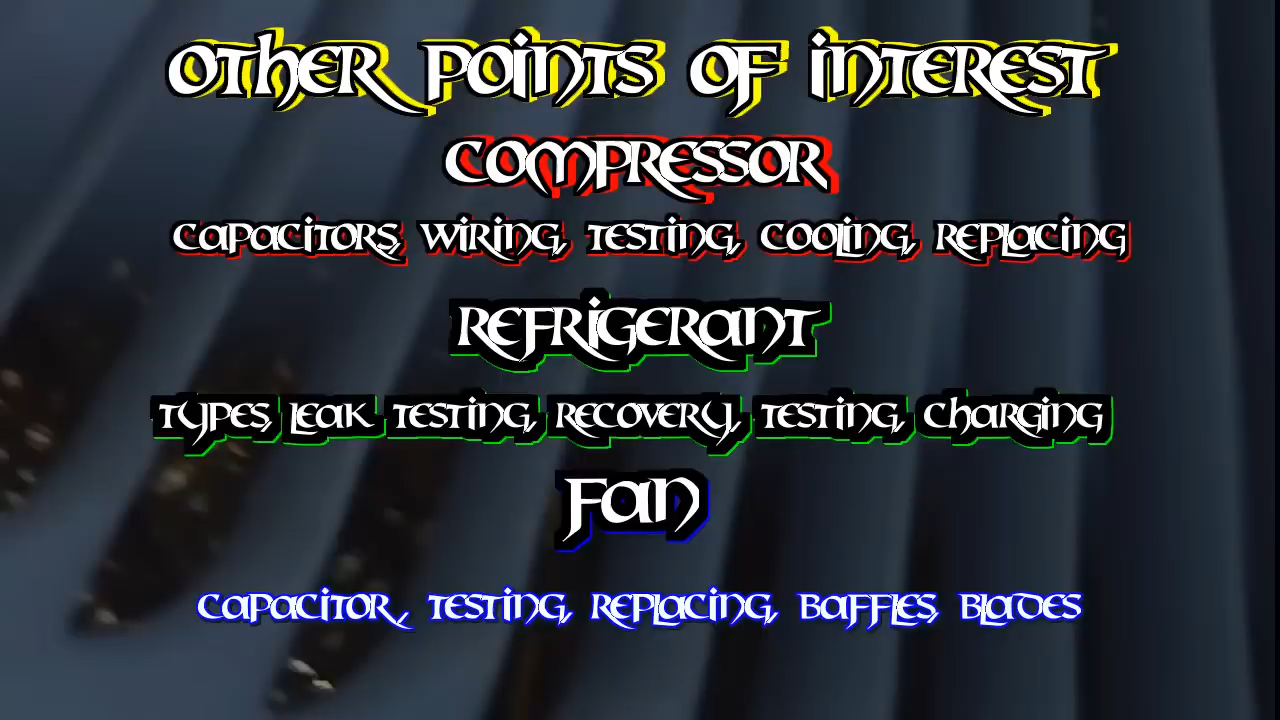 OTHER POINTS OF INTEREST
COMPRESSOR
CAPACITORS, WIRING, TESTING, COOLING, REPLACING
REFRIGERANT
TYPES, LEAK TESTING, RECOVERY, TESTING, CHARGING
FAN
CAPACITOR, TESTING, REPLACING, BAFFLES, BLADES